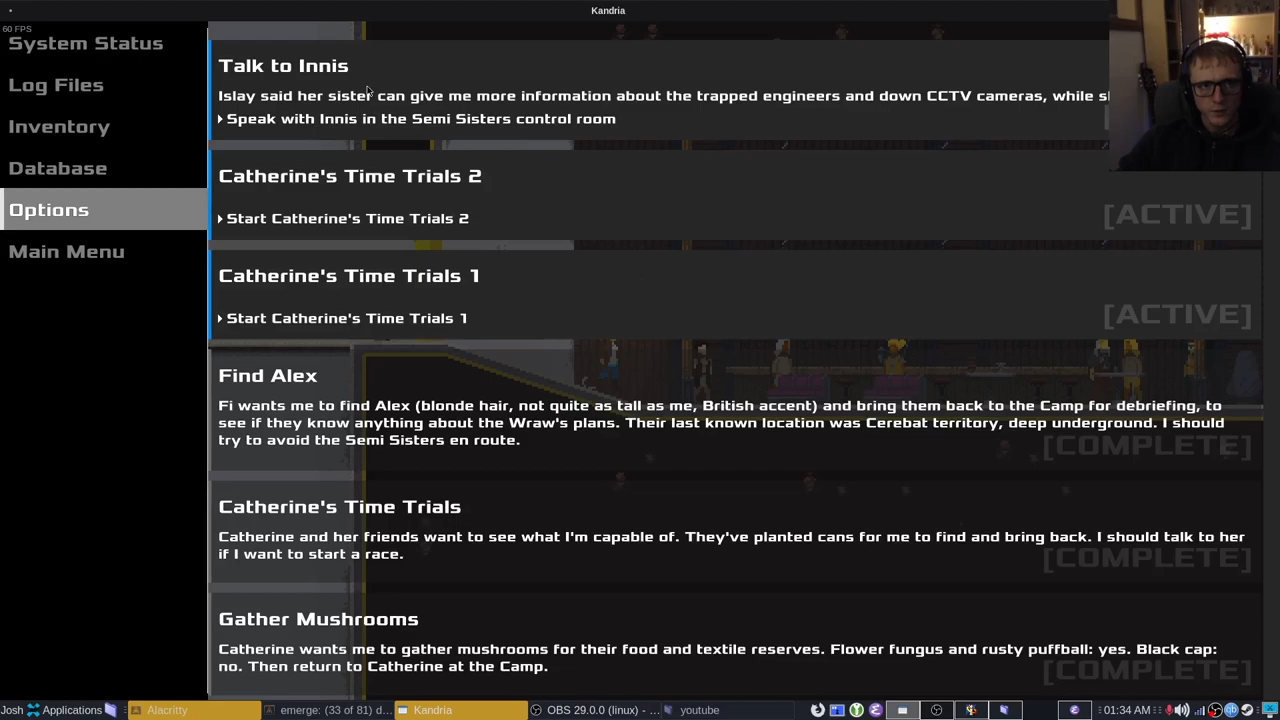 Kandria
60 FPS
System Status
Log Files
Inventory
Database
Options
Main Menu
Talk to Innis
Islay said her sister can give me more information about the trapped engineers and down CCTV cameras, while
Speak with Innis in the Semi Sisters control room
Catherine's Time Trials 2
Start Catherine's Time Trials 2
[ACTIVE]
Catherine's Time Trials 1
Start Catherine's Time Trials 1
[ACTIVE]
Find Alex
Fi wants me to find Alex (blonde hair, not quite as tall as me, British accent) and bring them back to the Camp for debriefing, to
see if they know anything about the Wraw's plans. Their last known location was Cerebat territory, deep underground. I should
try to avoid the Semi Sisters en route.
[COMPLETE]
Catherine's Time Trials
Catherine and her friends want to see what I'm capable of. They've planted cans for me to find and bring back. I should talk to her
if I want to start a race.
[COMPLETE]
Gather Mushrooms
Catherine wants me to gather mushrooms for their food and textile reserves. Flower fungus and rusty puffball: yes. Black cap:
no. Then return to Catherine at the Camp.
[COMPLETE]
Josh Applications Alacritty emerge: (33 of 81) d... Kandria OBS 29.0.0 (linux) - ... youtube 01:34 AM